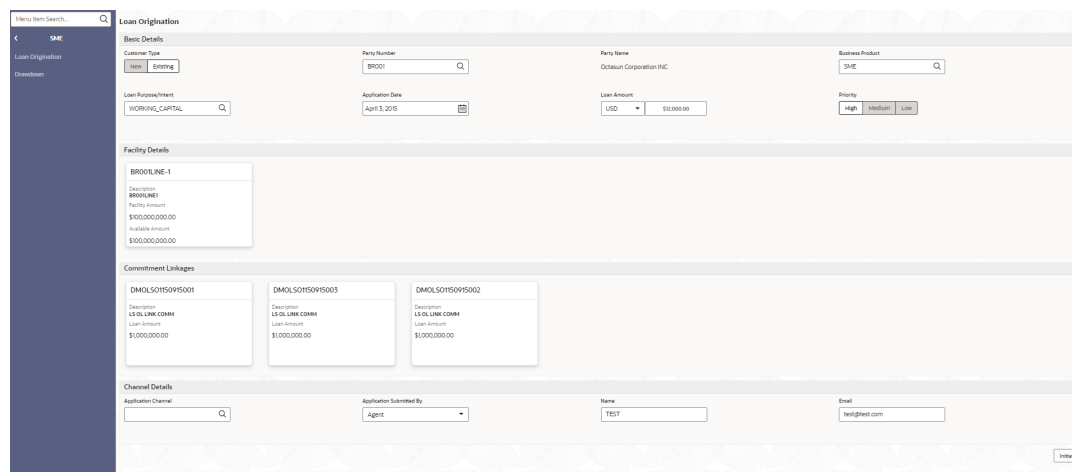 Menu Item Search...
Loan Origination
SME
Loan Origination
Drawdown
Basic Details
Customer Type
Party Number
Party Name
Business Product
New Existing
BR001
Octasun Corporation INC
SME
Loan Purpose/Intent
Application Date
Loan Amount
Priority
WORKING_CAPITAL
April 3, 2015
USD $12,000.00
High Medium Low
Facility Details
BR001LINE-1
Description
BR001LINE1
Facility Amount
$100,000,000.00
Available Amount
$100,000,000.00
Commitment Linkages
DMOLSO1150915001
Description
LS OL LINK COMM
Loan Amount
$1,000,000.00
DMOLSO1150915003
Description
LS OL LINK COMM
Loan Amount
$1,000,000.00
DMOLSO1150915002
Description
LS OL LINK COMM
Loan Amount
$1,000,000.00
Channel Details
Application Channel
Application Submitted By
Name
Email
Agent
TEST
test@test.com